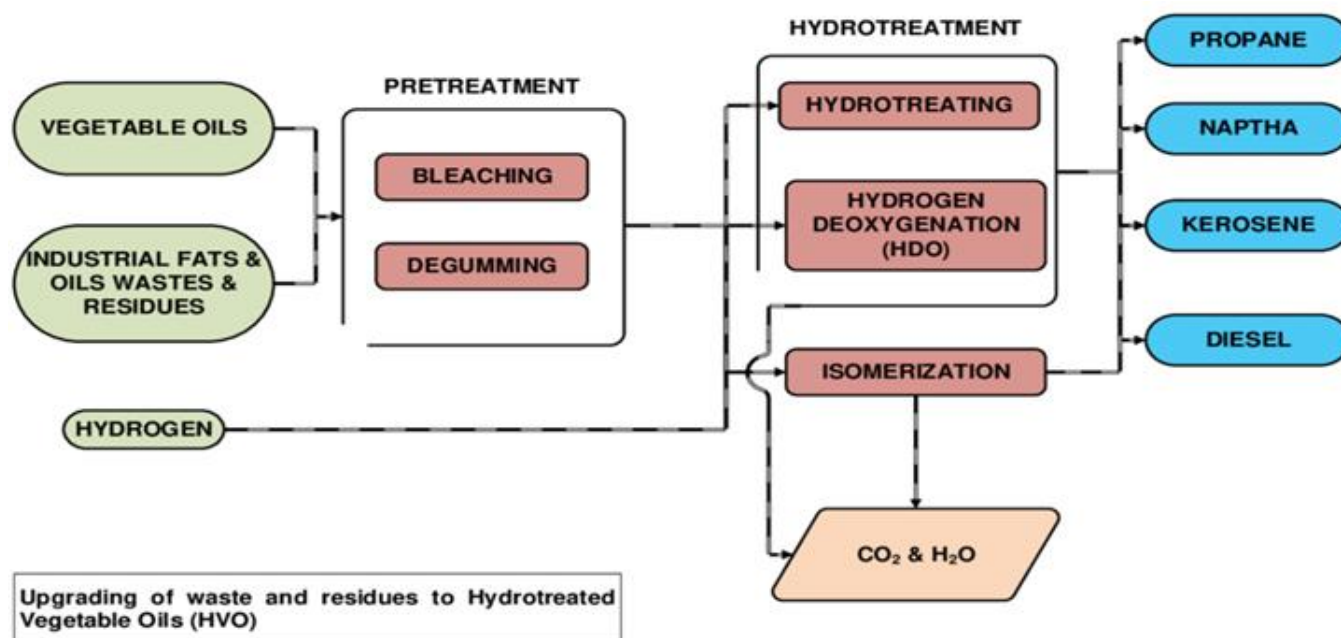 HYDROTREATMENT
PROPANE
PRETREATMENT
HYDROTREATING
VEGETABLE OILS
NAPTHA
BLEACHING
HYDROGEN
DEOXYGENATION
(HDO)
KEROSENE
INDUSTRIAL FATS &
OILS WASTES &
RESIDUES
DEGUMMING
DIESEL
ISOMERIZATION
HYDROGEN
CO₂ & H₂O
Upgrading of waste and residues to Hydrotreated
Vegetable Oils (HVO)